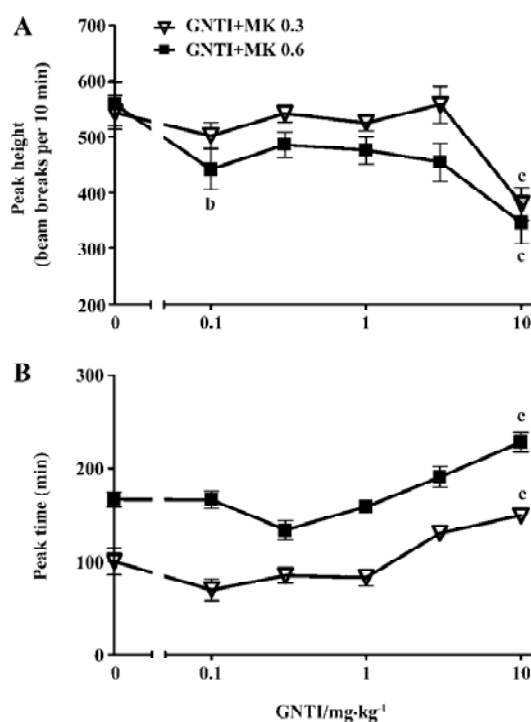 A
GNTI+MK 0.3
GNTI+MK 0.6
Peak height
(beam breaks per 10 min)
700
600
500
400
300
200
b
c
c
0
0.1
1
10
B
Peak time (min)
300
200
100
0
c
c
0
0.1
1
10
GNTI/mg·kg⁻¹